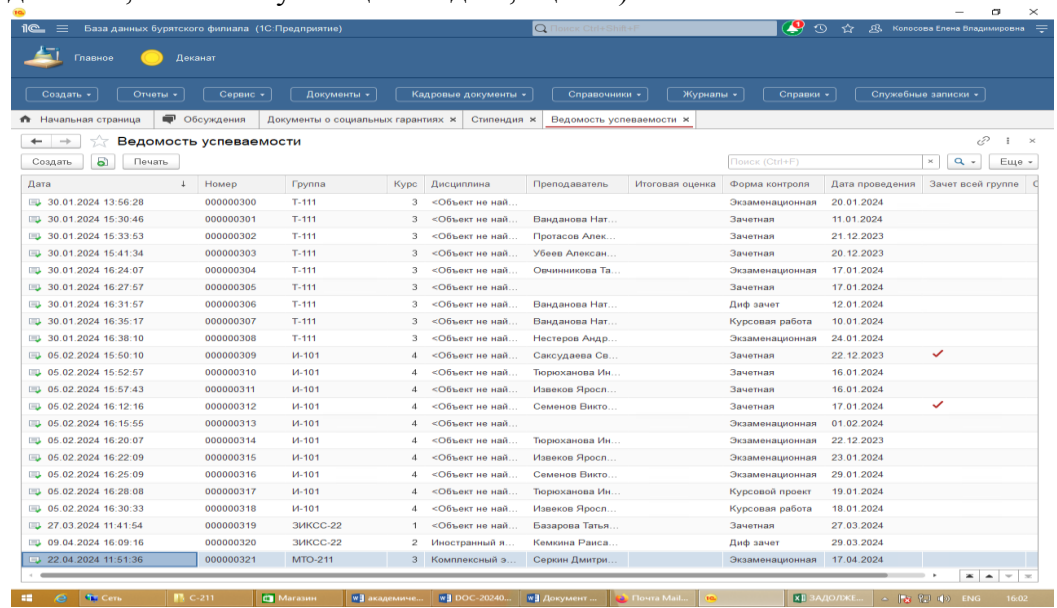 База данных бурятского филиала (1С:Предприятие)
Поиск Ctrl+Shift+F
Колосова Елена Владимировна
Главное
Деканат
Создать
Отчеты
Сервис
Документы
Кадровые документы
Справочники
Журналы
Справки
Служебные записки
Начальная страница
Обсуждения
Документы о социальных гарантиях ×
Стипендия ×
Ведомость успеваемости ×
Ведомость успеваемости
Создать
Печать
Поиск (Ctrl+F)
Еще
Дата ↓ Номер Группа Курс Дисциплина Преподаватель Итоговая оценка Форма контроля Дата проведения Зачет всей группе
30.01.2024 13:56:28 000000300 Т-111 3 <Объект не най... Экзаменационная 20.01.2024
30.01.2024 15:30:46 000000301 Т-111 3 <Объект не най... Ванданова Нат... Зачетная 11.01.2024
30.01.2024 15:33:53 000000302 Т-111 3 <Объект не най... Протасов Алек... Зачетная 21.12.2023
30.01.2024 15:41:34 000000303 Т-111 3 <Объект не най... Убеев Алексан... Зачетная 20.12.2023
30.01.2024 16:24:07 000000304 Т-111 3 <Объект не най... Овчинникова Та... Экзаменационная 17.01.2024
30.01.2024 16:27:57 000000305 Т-111 3 <Объект не най... Зачетная 17.01.2024
30.01.2024 16:31:57 000000306 Т-111 3 <Объект не най... Ванданова Нат... Диф зачет 12.01.2024
30.01.2024 16:35:17 000000307 Т-111 3 <Объект не най... Ванданова Нат... Курсовая работа 10.01.2024
30.01.2024 16:38:10 000000308 Т-111 3 <Объект не най... Нестеров Андр... Экзаменационная 24.01.2024
05.02.2024 15:50:10 000000309 И-101 4 <Объект не най... Саксудаева Св... Зачетная 22.12.2023 ✓
05.02.2024 15:52:57 000000310 И-101 4 <Объект не най... Тюрюханова Ин... Зачетная 16.01.2024
05.02.2024 15:57:43 000000311 И-101 4 <Объект не най... Извеков Яросл... Зачетная 16.01.2024
05.02.2024 16:12:16 000000312 И-101 4 <Объект не най... Семенов Викто... Зачетная 17.01.2024 ✓
05.02.2024 16:15:55 000000313 И-101 4 <Объект не най... Экзаменационная 01.02.2024
05.02.2024 16:20:07 000000314 И-101 4 <Объект не най... Тюрюханова Ин... Экзаменационная 22.12.2023
05.02.2024 16:22:09 000000315 И-101 4 <Объект не най... Извеков Яросл... Экзаменационная 23.01.2024
05.02.2024 16:25:09 000000316 И-101 4 <Объект не най... Семенов Викто... Экзаменационная 29.01.2024
05.02.2024 16:28:08 000000317 И-101 4 <Объект не най... Тюрюханова Ин... Курсовой проект 19.01.2024
05.02.2024 16:30:33 000000318 И-101 4 <Объект не най... Извеков Яросл... Курсовая работа 18.01.2024
27.03.2024 11:41:54 000000319 ЗИКСС-22 1 <Объект не най... Базарова Татья... Зачетная 27.03.2024
09.04.2024 16:09:16 000000320 ЗИКСС-22 2 Иностранный я... Кемкина Раиса... Диф зачет 29.03.2024
22.04.2024 11:51:36 000000321 МТО-211 3 Комплексный э... Серкин Дмитри... Экзаменационная 17.04.2024
Сеть
С-211
Магазин
академиче...
DOC-20240...
Документ ...
Почта Mail...
ЗАДОЛЖЕ...
ENG
16:02